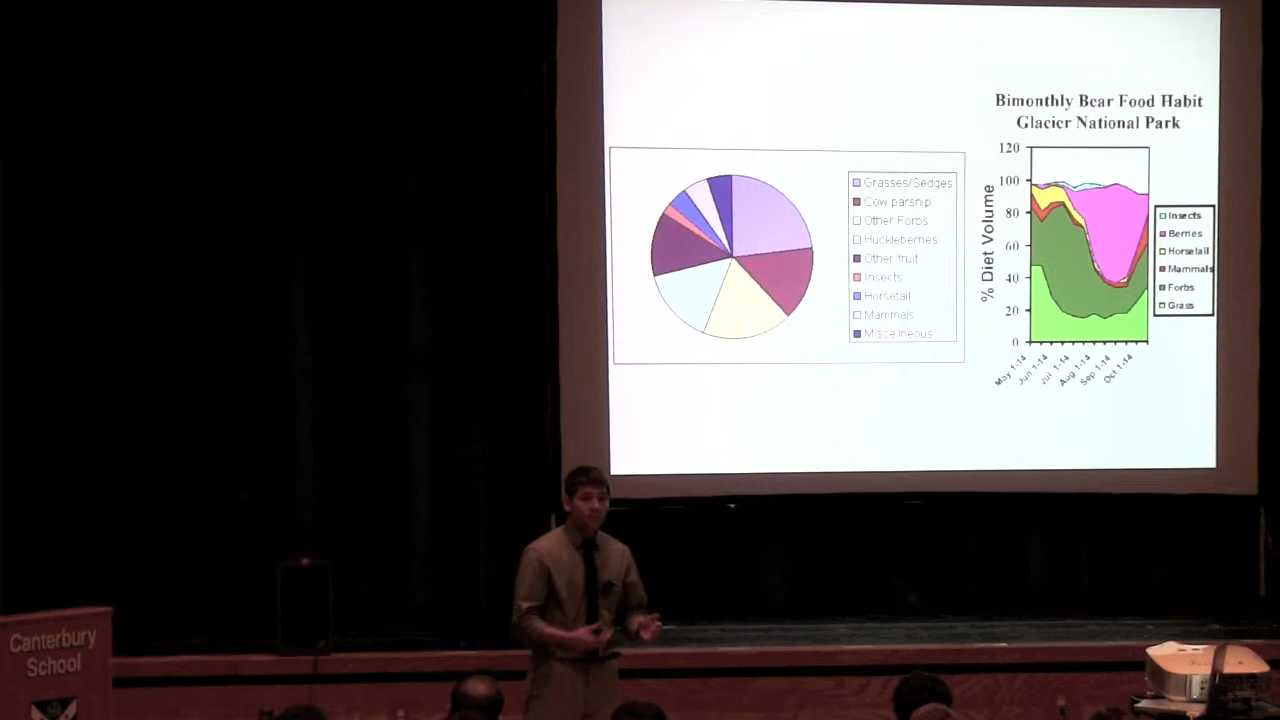 Bimonthly Bear Food Habit
Glacier National Park
Grasses/Sedges
Cow parsnip
Other Forbs
Huckleberries
Other fruit
Insects
Horsetail
Mammals
Miscelineous
% Diet Volume
120
100
80
60
40
20
0
May 1-14
Jun 1-14
Jul 1-14
Aug 1-14
Sep 1-14
Oct 1-14
Insects
Berries
Horsetail
Mammals
Forbs
Grass
Canterbury
School